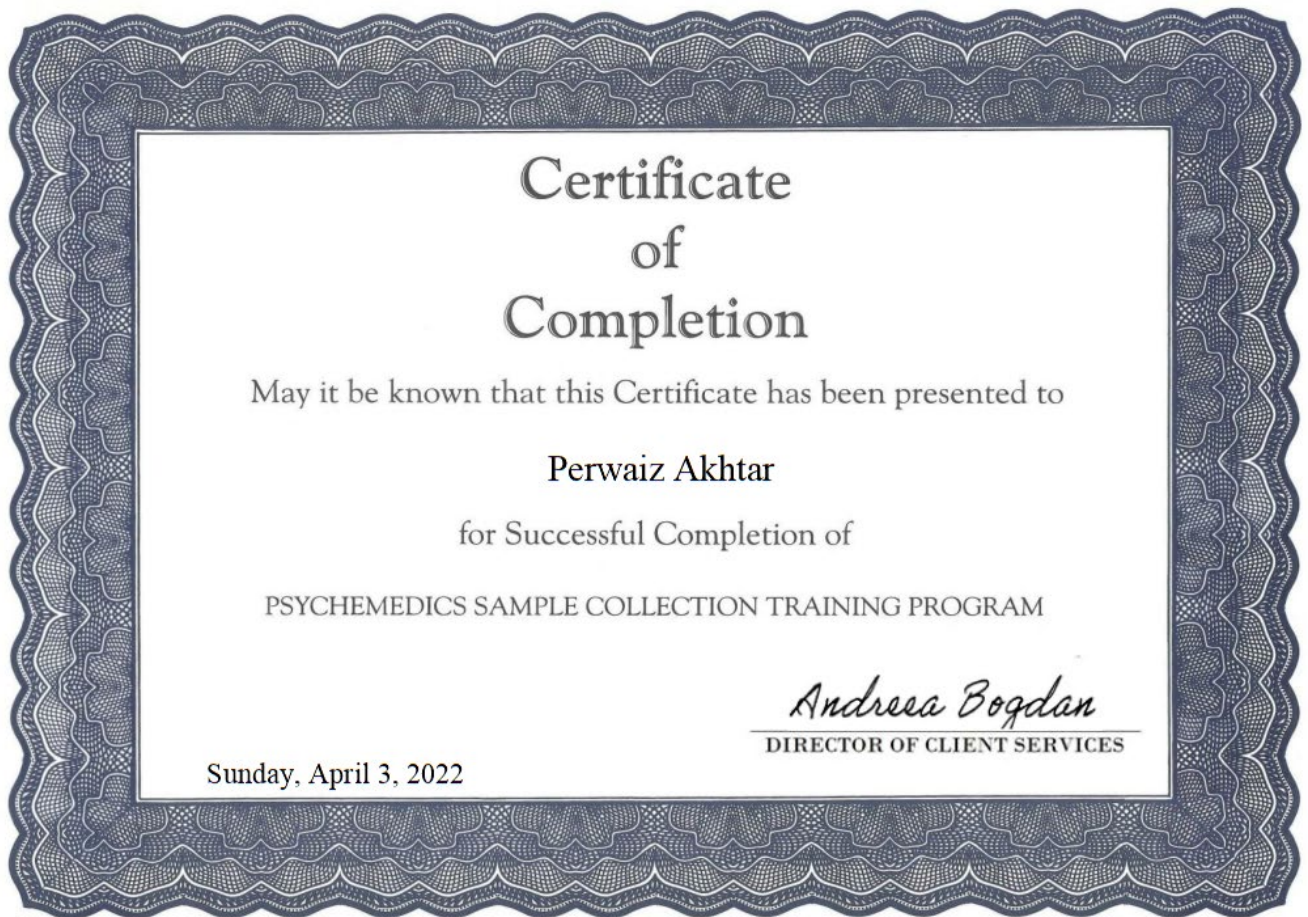 Certificate
of
Completion
May it be known that this Certificate has been presented to
Perwaiz Akhtar
for Successful Completion of
PSYCHEMEDICS SAMPLE COLLECTION TRAINING PROGRAM
Andreea Bogdan
DIRECTOR OF CLIENT SERVICES
Sunday, April 3, 2022